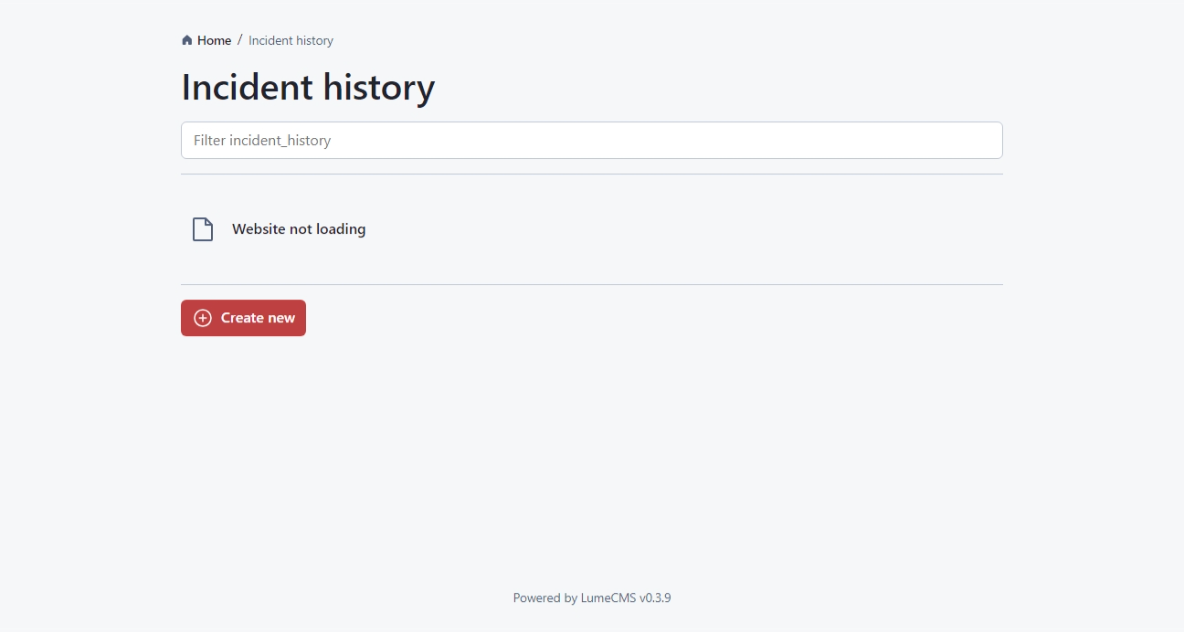 Home / Incident history
Incident history
Filter incident_history
Website not loading
Create new
Powered by LumeCMS v0.3.9